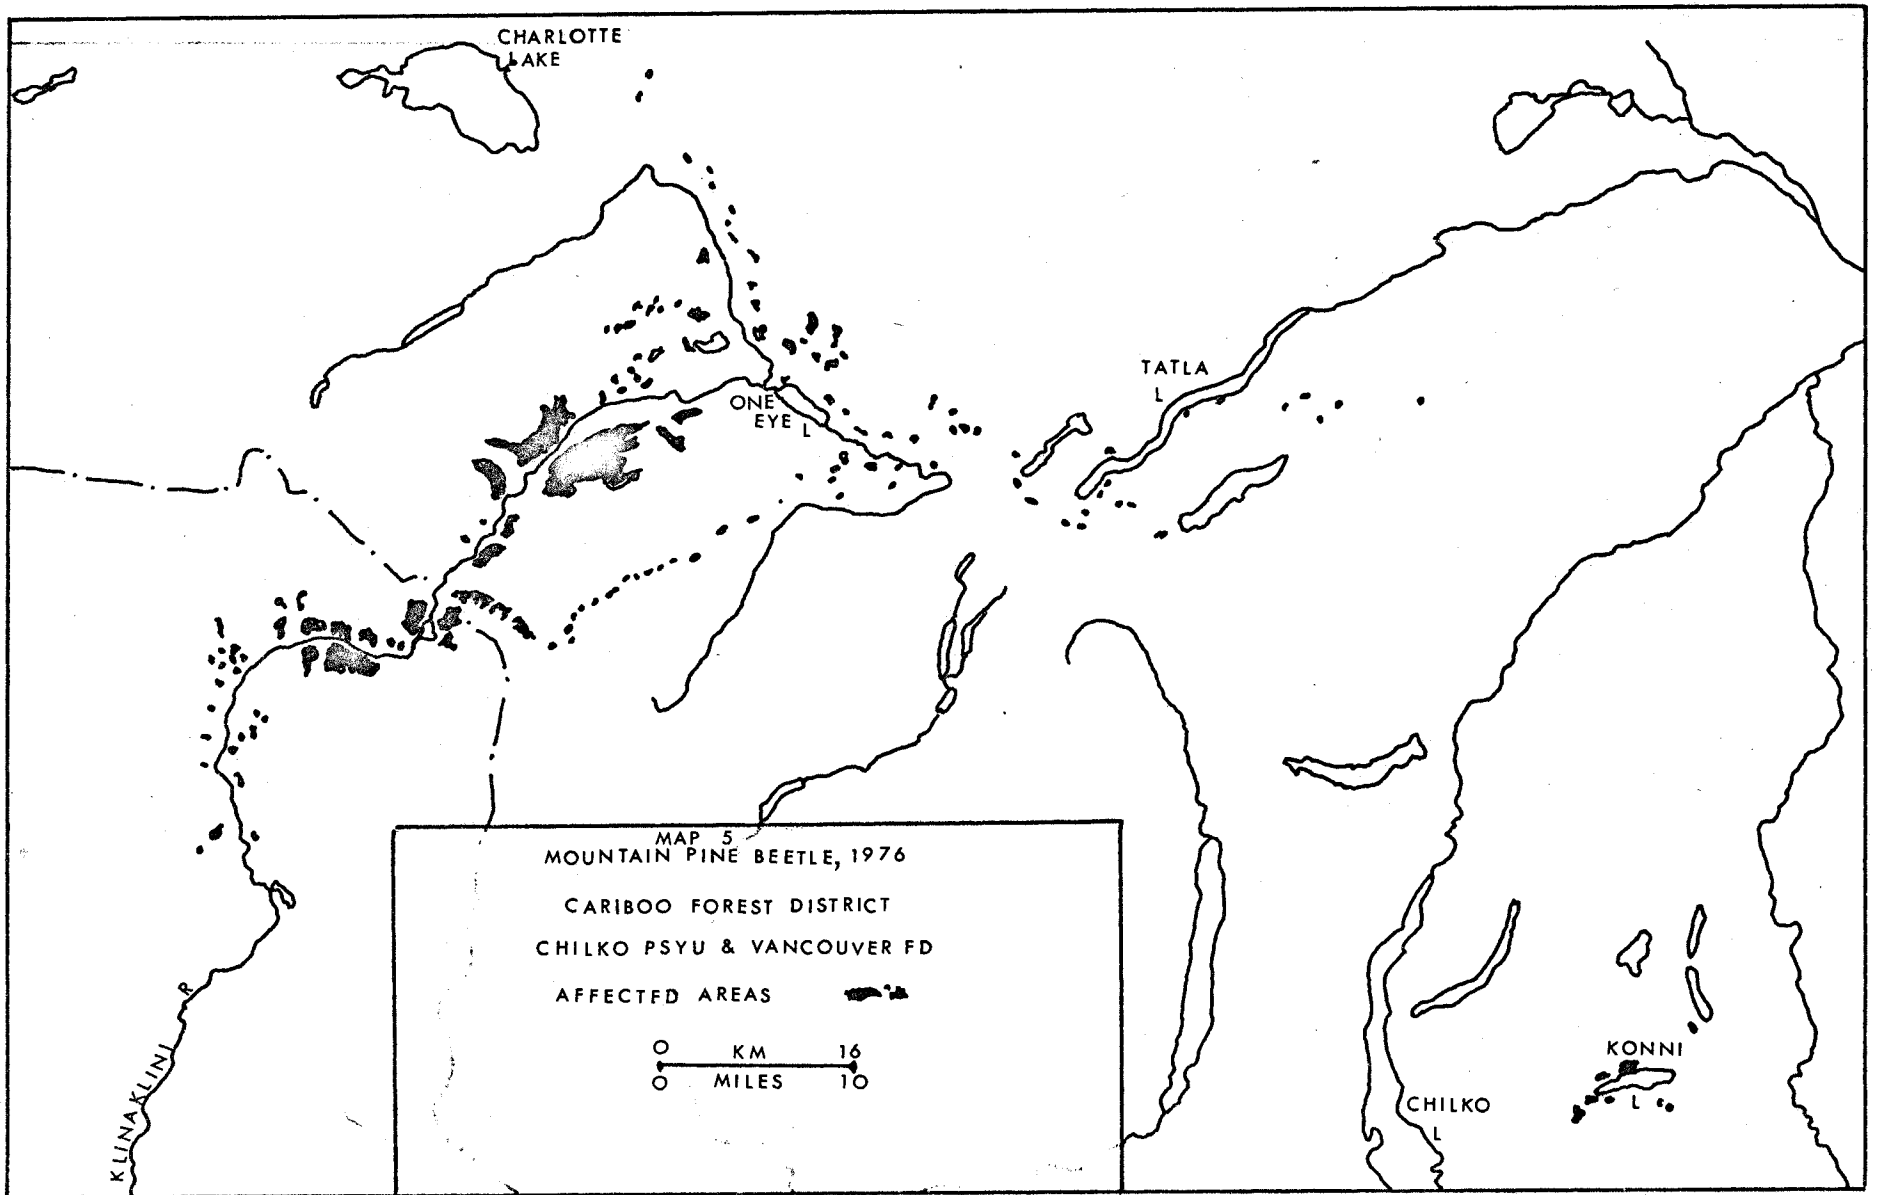 CHARLOTTE
LAKE
TATLA
L
ONE
EYE L
MAP 5
MOUNTAIN PINE BEETLE, 1976
CARIBOO FOREST DISTRICT
CHILKO PSYU & VANCOUVER FD
AFFECTED AREAS
0 KM 16
0 MILES 10
KLINAKLINI R
KONNI
L
CHILKO
L